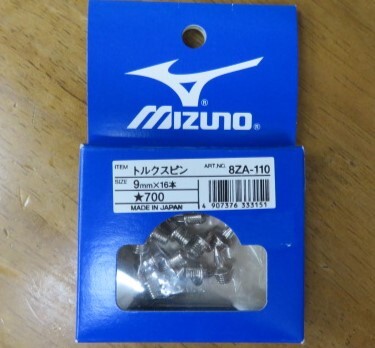 MIZUNO®
ITEM トルクスピン ART.NO. 8ZA-110
SIZE 9mm×16本
★700
MADE IN JAPAN
4 907376 333151